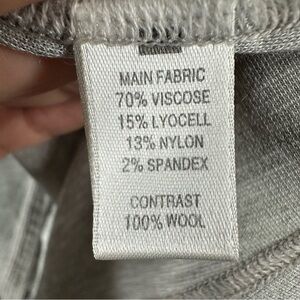 MAIN FABRIC
70% VISCOSE
15% LYOCELL
13% NYLON
2% SPANDEX
CONTRAST
100% WOOL